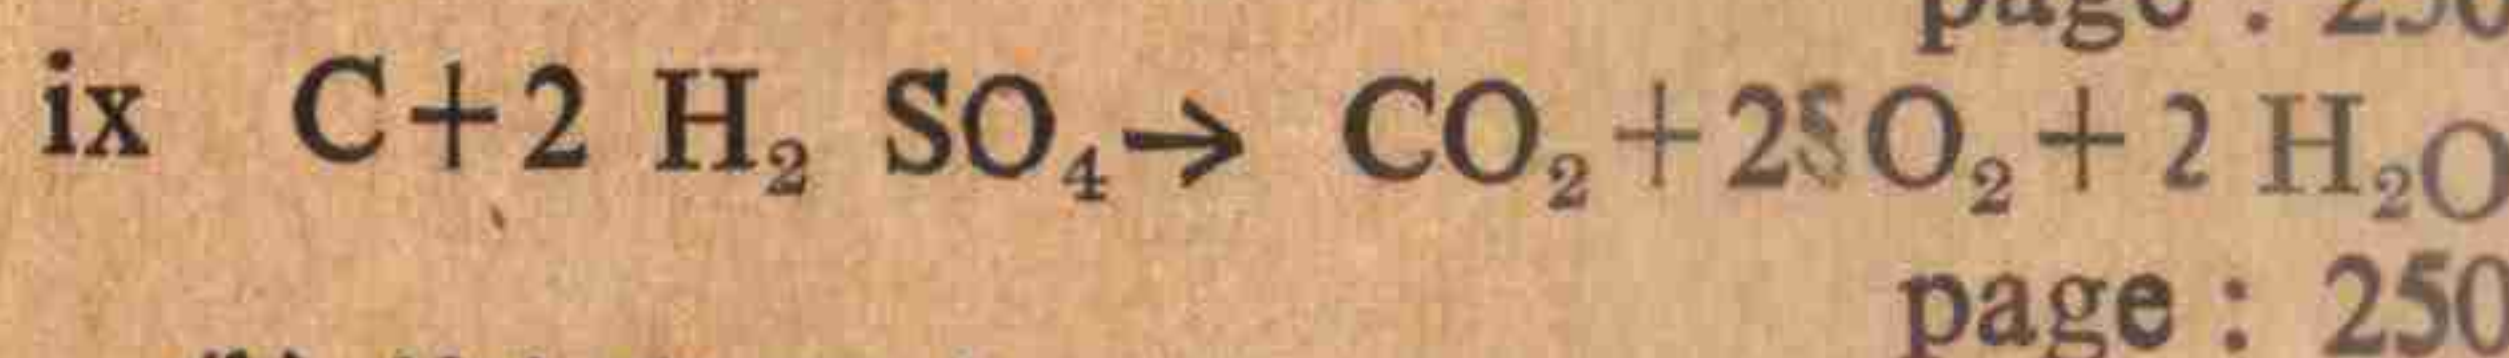 ix C+2 H₂ SO₄→ CO₂+2SO₂+2 H₂O
page : 250